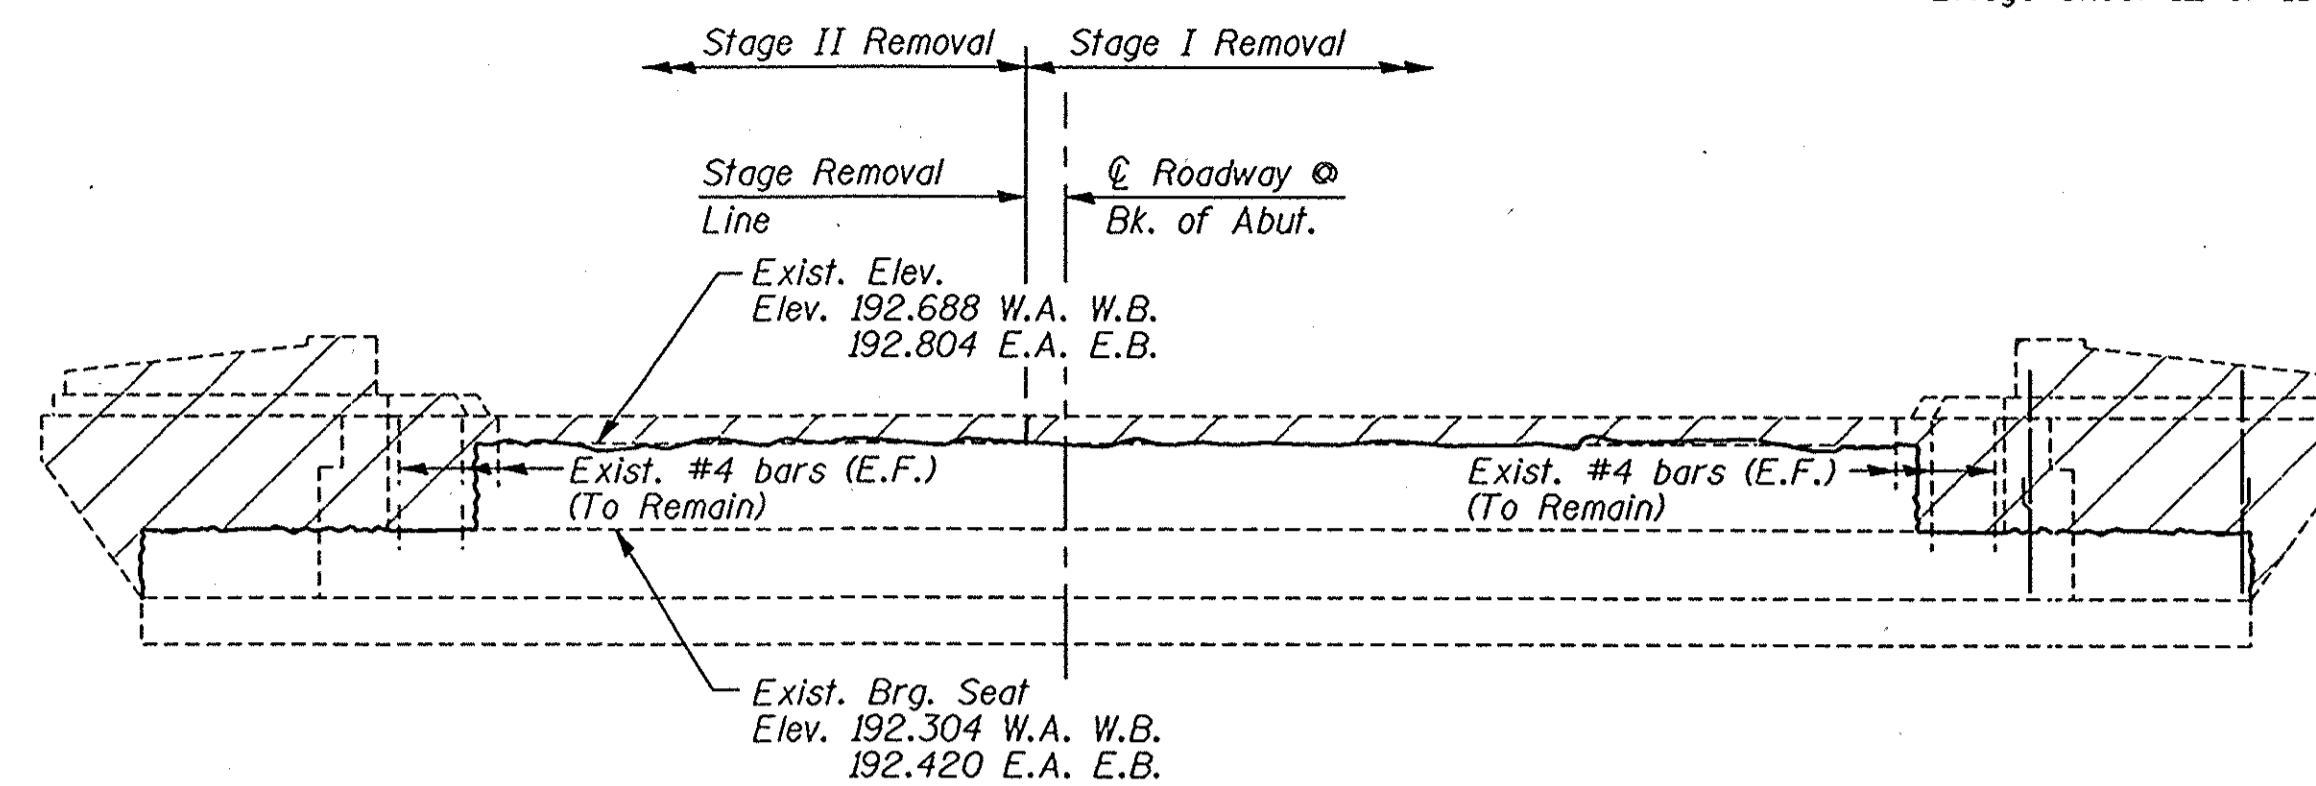 Stage II Removal
Stage I Removal
Stage Removal
Line
℄ Roadway @
Bk. of Abut.
Exist. Elev.
Elev. 192.688 W.A. W.B.
192.804 E.A. E.B.
Exist. #4 bars (E.F.)
(To Remain)
Exist. #4 bars (E.F.)
(To Remain)
Exist. Brg. Seat
Elev. 192.304 W.A. W.B.
192.420 E.A. E.B.